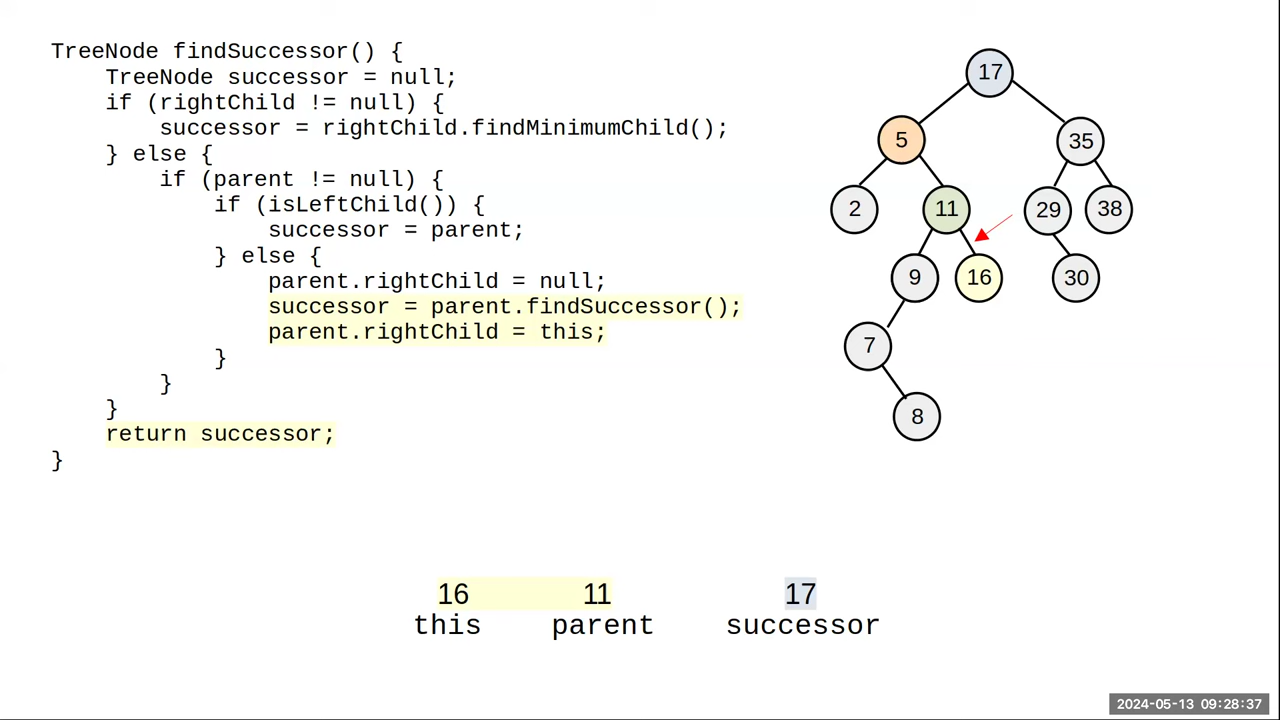 TreeNode findSuccessor() {
TreeNode successor = null;
if (rightChild != null) {
successor = rightChild.findMinimumChild();
} else {
if (parent != null) {
if (isLeftChild()) {
successor = parent;
} else {
parent.rightChild = null;
successor = parent.findSuccessor();
parent.rightChild = this;
}
}
}
return successor;
}
17
5 35
2 11 29 38
9 16 30
7
8
16 11 17
this parent successor
2024-05-13 09:28:37